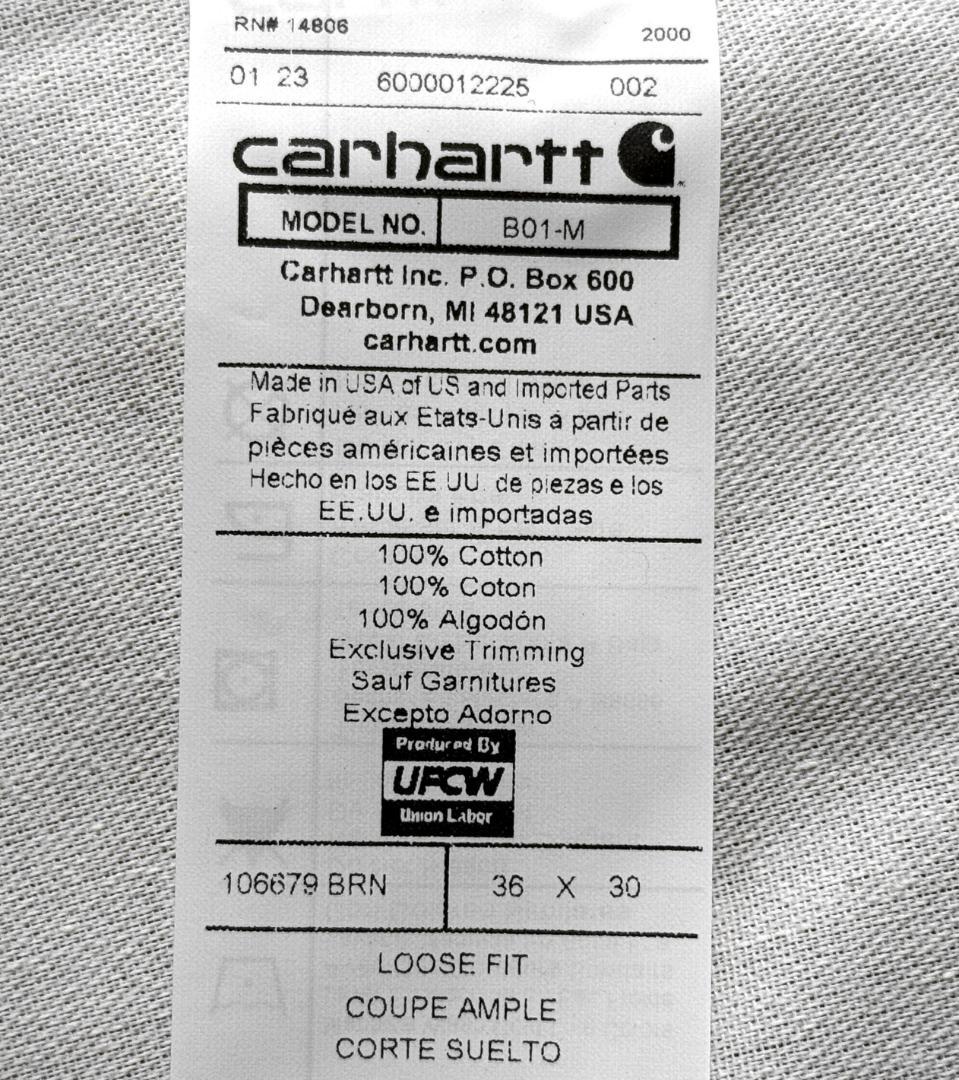 RN# 14806
2000
01 23 6000012225 002
carhartt
MODEL NO. B01-M
Carhartt Inc. P.O. Box 600
Dearborn, MI 48121 USA
carhartt.com
Made in USA of US and Imported Parts
Fabriqué aux Etats-Unis à partir de
pièces américaines et importées
Hecho en los EE.UU. de piezas e los
EE.UU. e importadas
100% Cotton
100% Coton
100% Algodón
Exclusive Trimming
Sauf Garnitures
Excepto Adorno
Produced By
UFCW
Union Labor
106679 BRN 36 X 30
LOOSE FIT
COUPE AMPLE
CORTE SUELTO